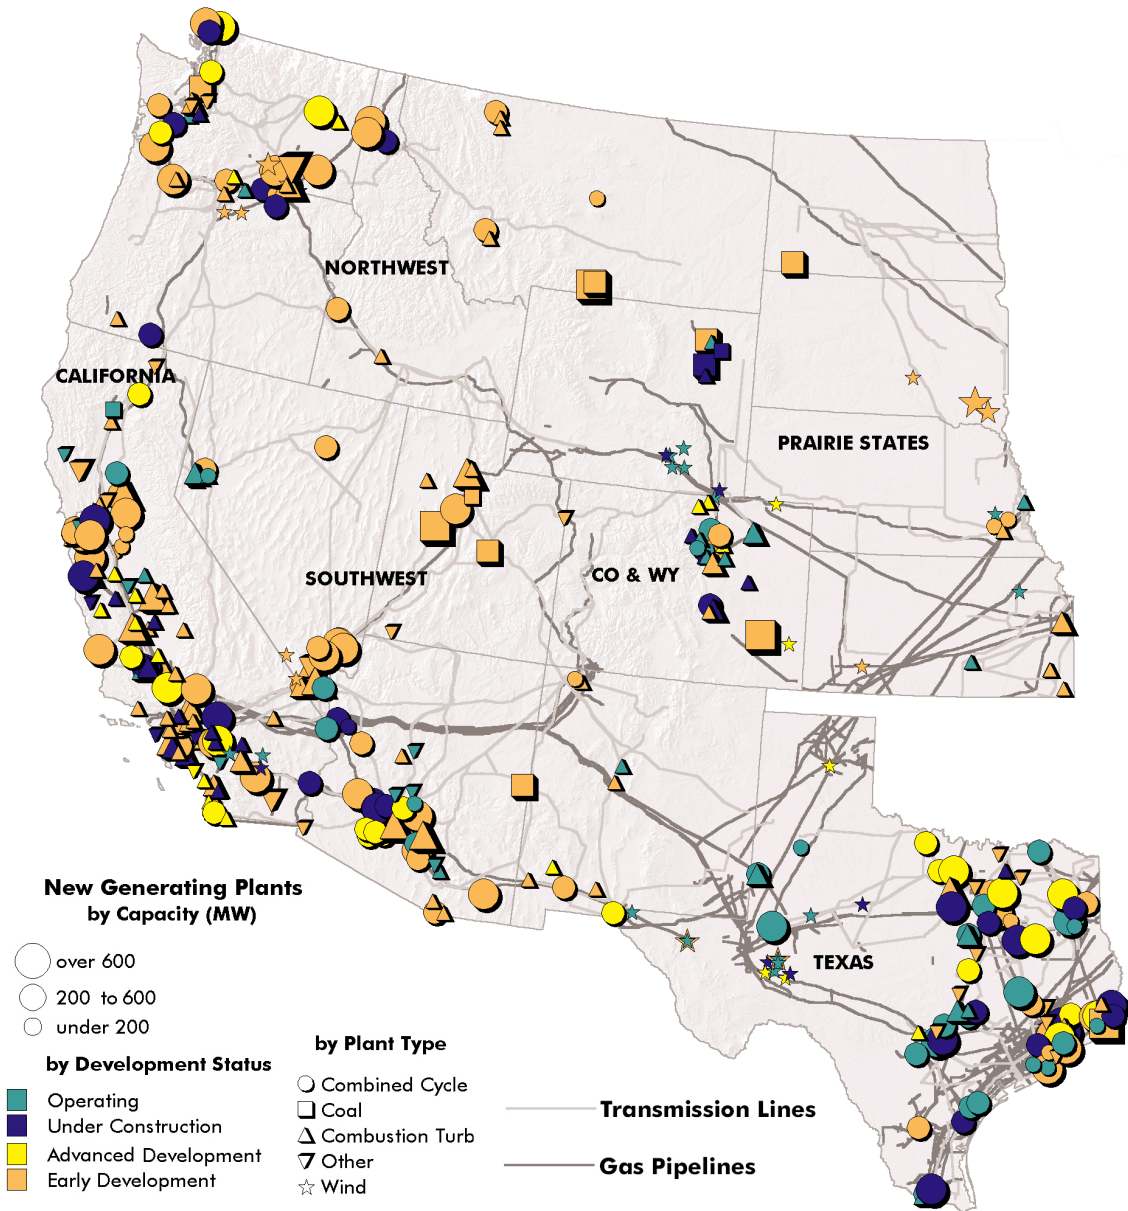 NORTHWEST
CALIFORNIA
PRAIRIE STATES
SOUTHWEST
CO & WY
TEXAS
New Generating Plants
by Capacity (MW)
over 600
200 to 600
under 200
by Development Status
Operating
Under Construction
Advanced Development
Early Development
by Plant Type
Combined Cycle
Coal
Combustion Turb
Other
Wind
Transmission Lines
Gas Pipelines